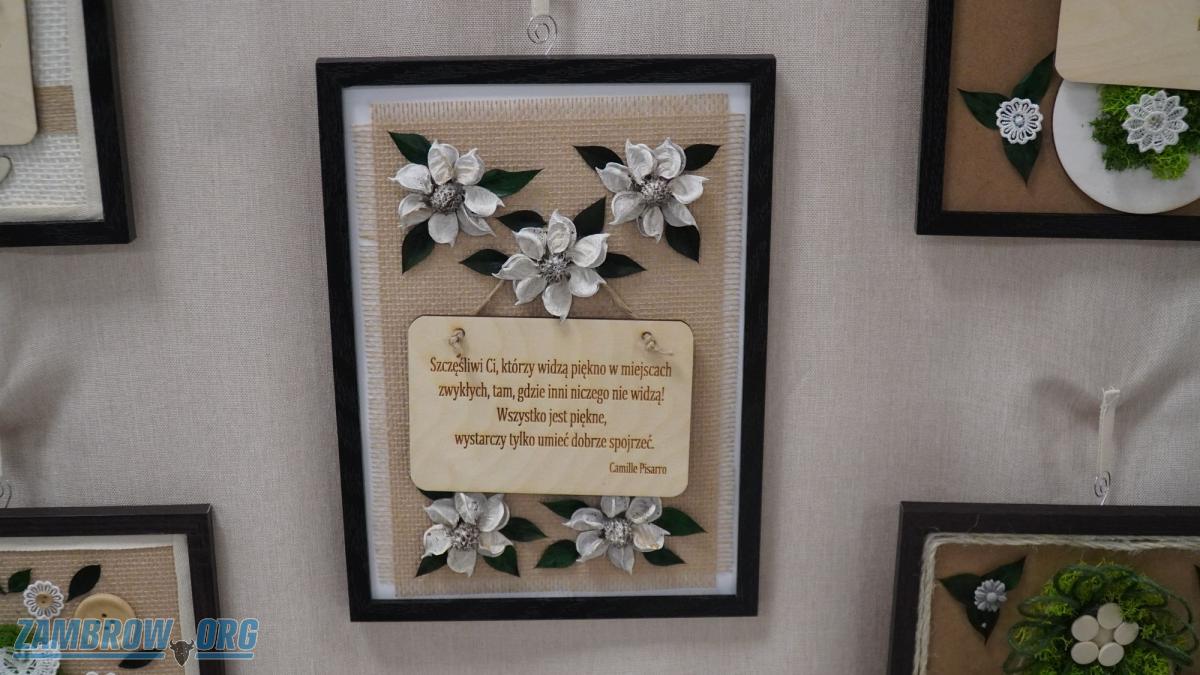 Szczęśliwi Ci, którzy widzą piękno w miejscach
zwykłych, tam, gdzie inni niczego nie widzą!
Wszystko jest piękne,
wystarczy tylko umieć dobrze spojrzeć.
Camille Pisarro
ZAMBROW.ORG